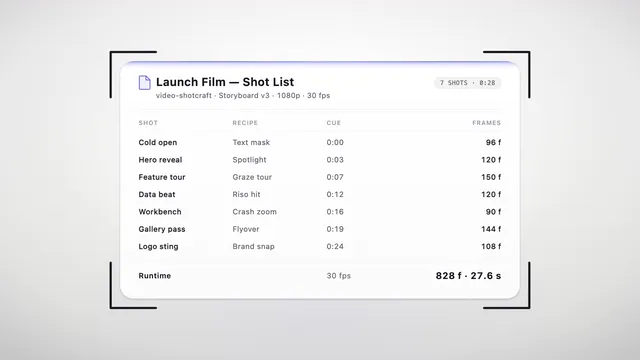 Launch Film — Shot List
7 SHOTS · 0:28
video-shotcraft · Storyboard v3 · 1080p · 30 fps
SHOT RECIPE CUE FRAMES
Cold open Text mask 0:00 96 f
Hero reveal Spotlight 0:03 120 f
Feature tour Graze tour 0:07 150 f
Data beat Riso hit 0:12 120 f
Workbench Crash zoom 0:16 90 f
Gallery pass Flyover 0:19 144 f
Logo sting Brand snap 0:24 108 f
Runtime 30 fps 828 f · 27.6 s